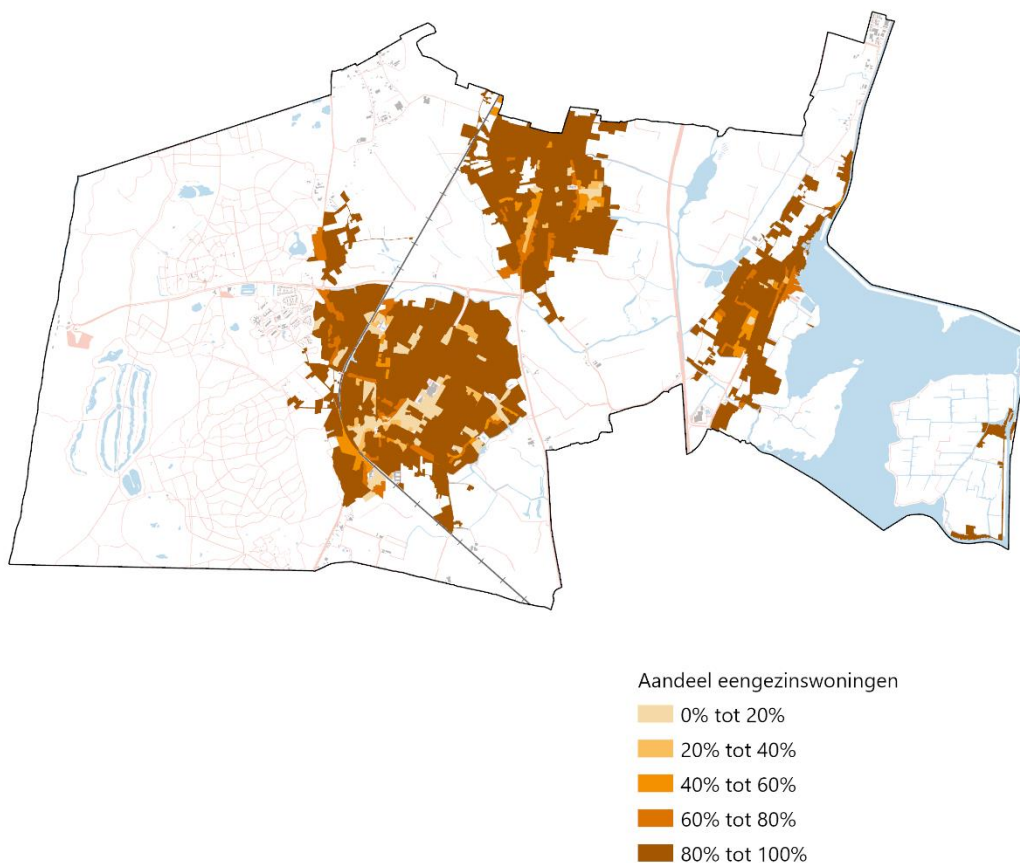 Aandeel eengezinswoningen
0% tot 20%
20% tot 40%
40% tot 60%
60% tot 80%
80% tot 100%